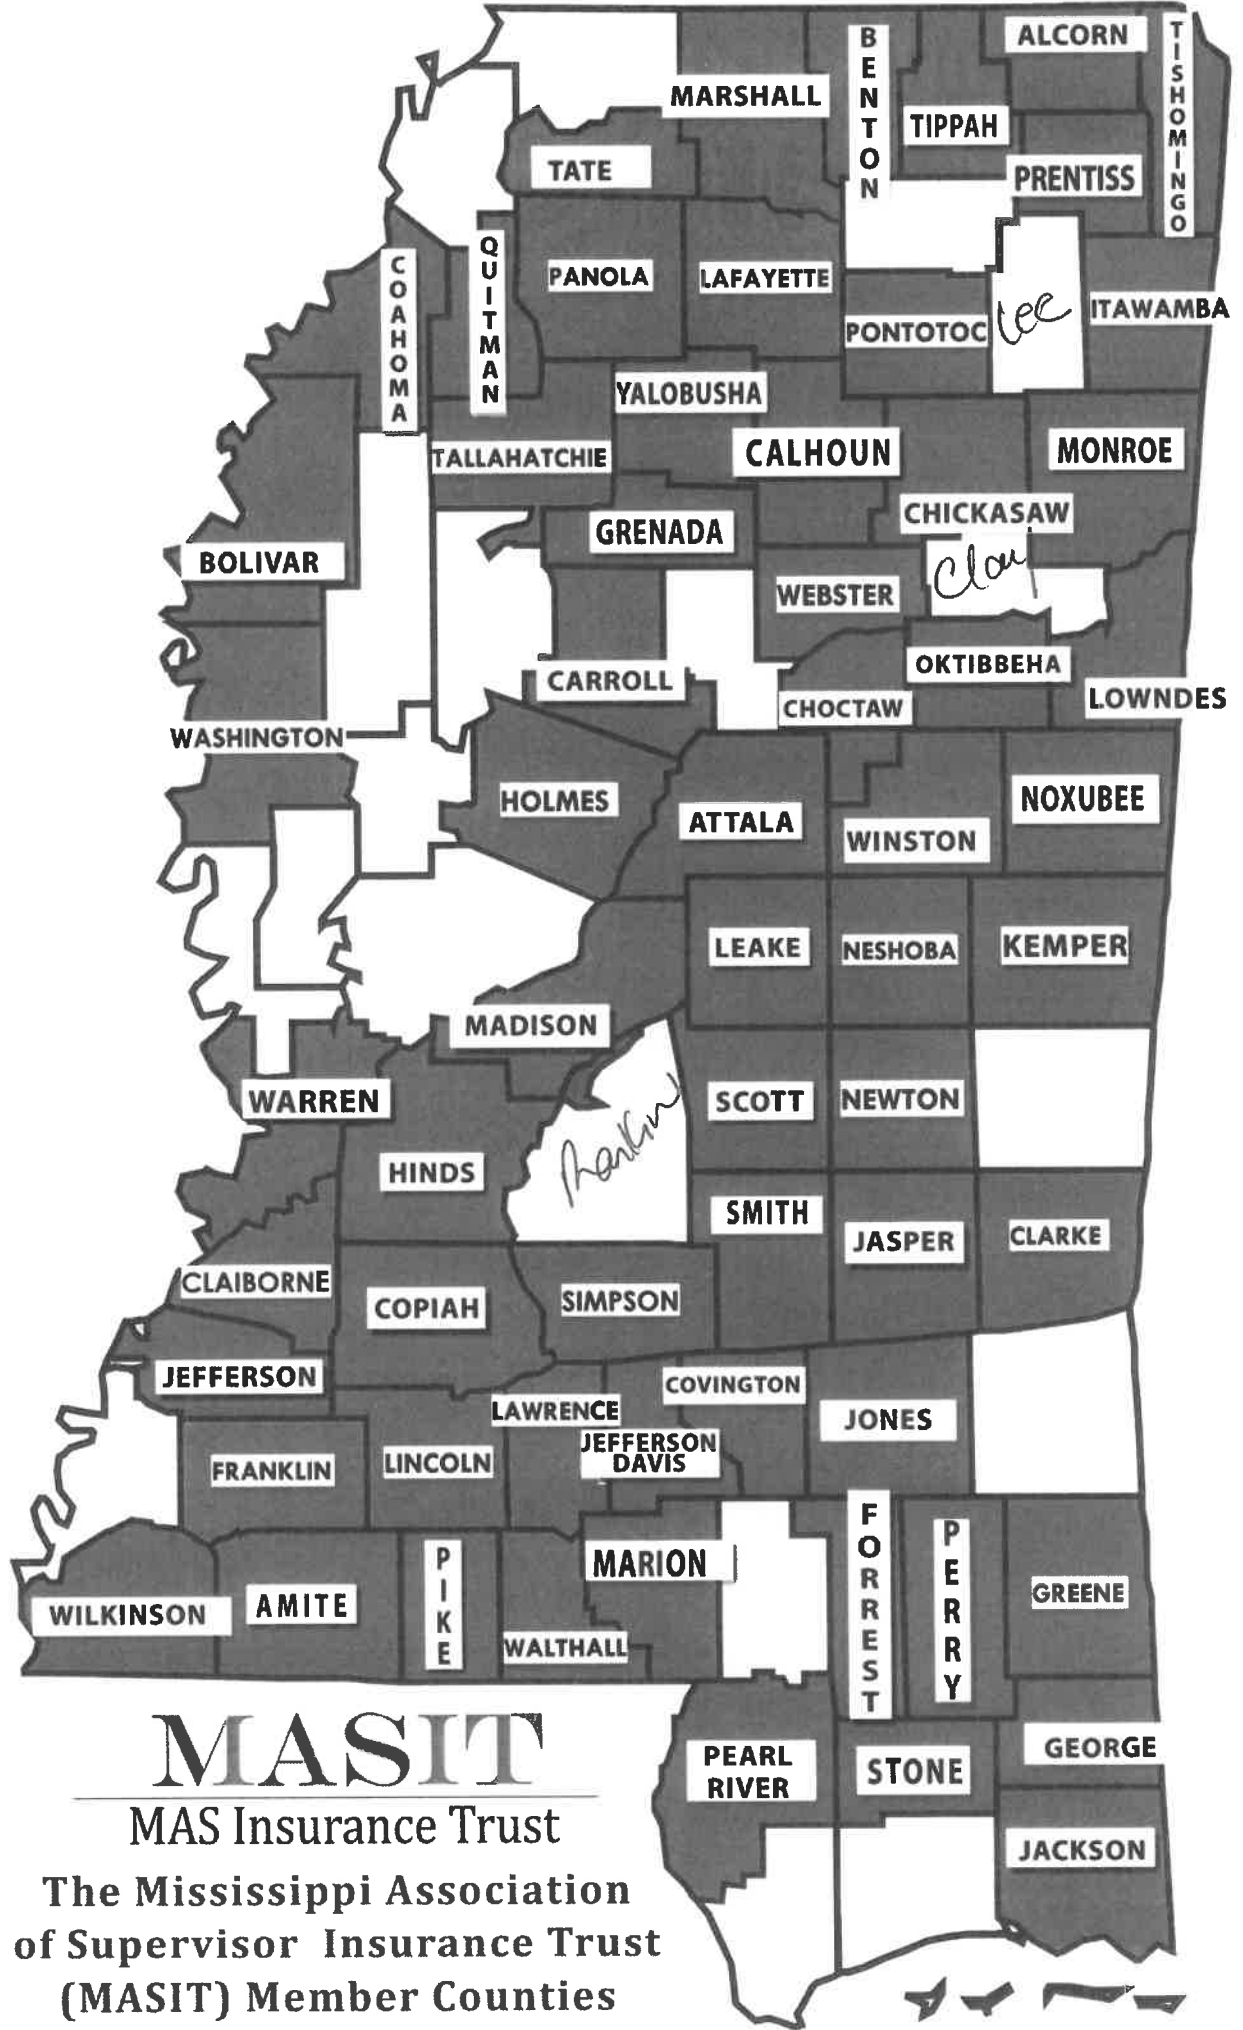 BENTON
ALCORN
TISHOMINGO
MARSHALL
TIPPAH
TATE
PRENTISS
COAHOMA
QUITMAN
PANOLA
LAFAYETTE
Lee
ITAWAMBA
PONTOTOC
YALOBUSHA
TALLAHATCHIE
CALHOUN
MONROE
CHICKASAW
GRENADA
BOLIVAR
Clay
WEBSTER
OKTIBBEHA
CARROLL
CHOCTAW
LOWNDES
WASHINGTON
HOLMES
ATTALA
NOXUBEE
WINSTON
LEAKE
NESHOBA
KEMPER
MADISON
WARREN
Rankin
SCOTT
NEWTON
HINDS
SMITH
JASPER
CLARKE
CLAIBORNE
COPIAH
SIMPSON
JEFFERSON
LAWRENCE
COVINGTON
JONES
JEFFERSON
DAVIS
FRANKLIN
LINCOLN
FORREST
PERRY
PIKE
MARION
GREENE
WILKINSON
AMITE
WALTHALL
PEARL
RIVER
STONE
GEORGE
JACKSON
MASIT
MAS Insurance Trust
The Mississippi Association
of Supervisor Insurance Trust
(MASIT) Member Counties